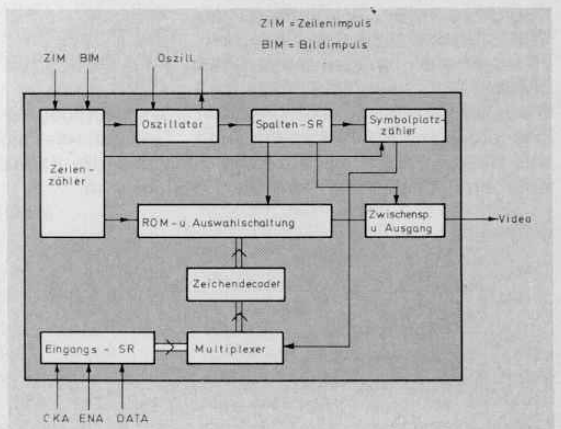 ZIM = Zeilenimpuls
BIM = Bildimpuls
ZIM BIM Oszill.
Oszillator
Spalten-SR
Symbolplatz-
zähler
Zeilen-
zähler
ROM-u. Auswahlschaltung
Zwischensp.
u. Ausgang
Video
Zeichendecoder
Eingangs - SR
Multiplexer
CKA ENA DATA